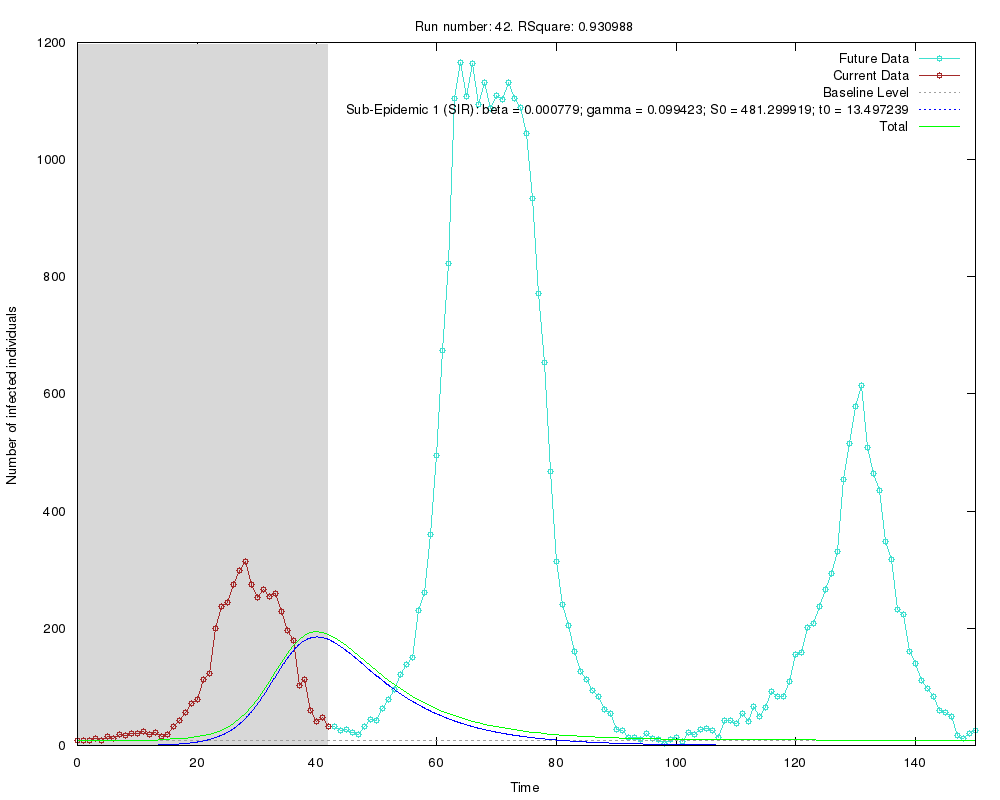 Run number: 42. RSquare: 0.930988
1200
1000
800
600
400
200
0
Number of infected individuals
Future Data
Current Data
Baseline Level
Sub-Epidemic 1 (SIR): beta = 0.000779; gamma = 0.099423; S0 = 481.299919; t0 = 13.497239
Total
0 20 40 60 80 100 120 140
Time